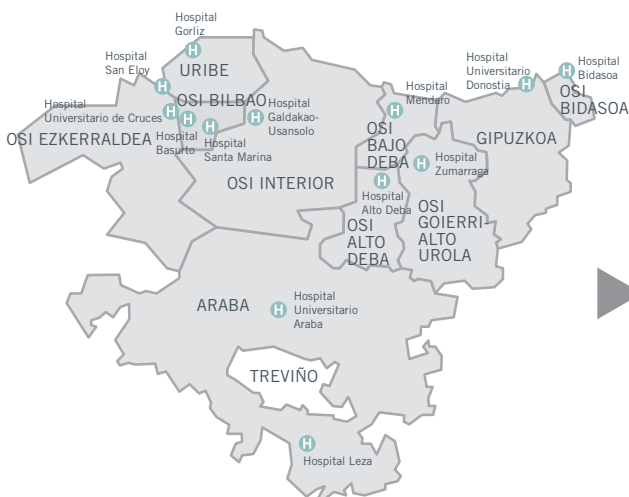 Hospital
Gorliz
Hospital
San Eloy
H
H
URIBE
Hospital
Universitario de Cruces
H
OSI BILBAO
H
Hospital
Basurto
H
Hospital
Santa Marina
H
Hospital
Galdakao-
Usansolo
OSI EZKERRALDEA
OSI INTERIOR
H
Hospital
Mendaro
OSI
BAJO
DEBA
Hospital
Universitario
Donostia
H
H
Hospital
Bidasoa
OSI
BIDASOA
GIPUZKOA
H
Hospital
Zumarraga
H
Hospital
Alto Deba
OSI
ALTO
DEBA
OSI
GOIERRI-
ALTO
UROLA
ARABA
H
Hospital
Universitario
Araba
TREVIÑO
H
Hospital Leza